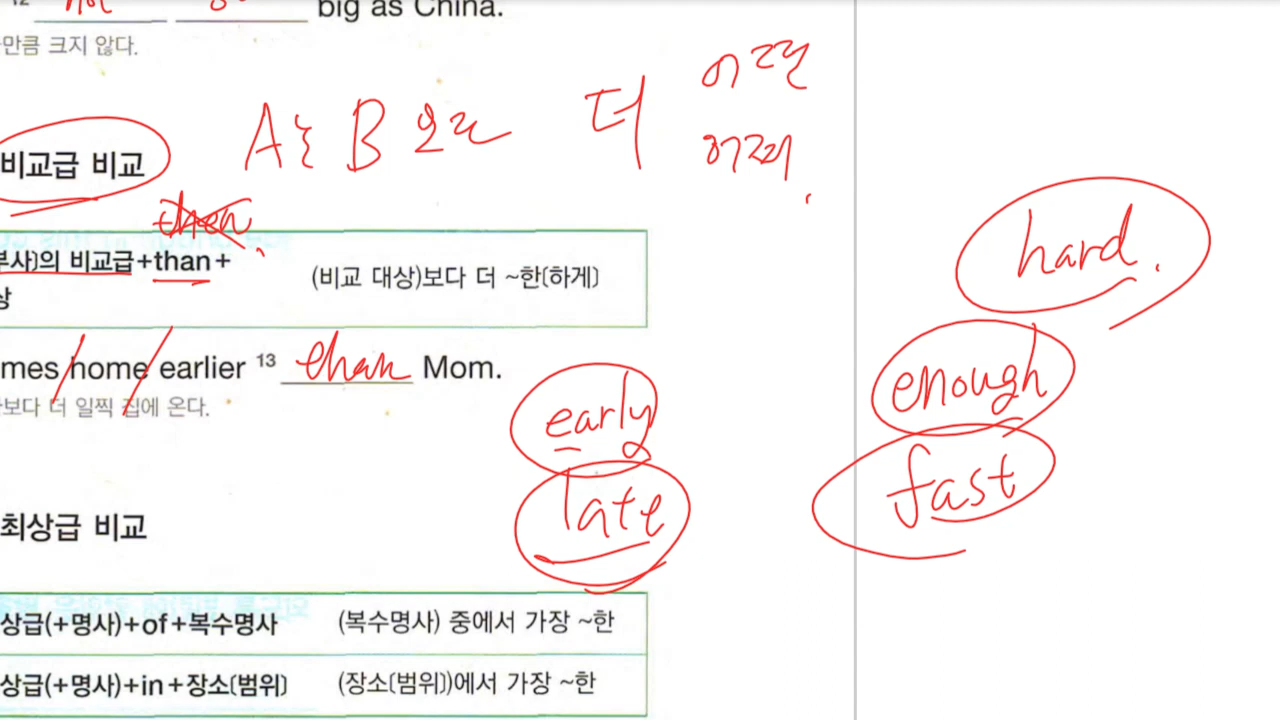 12 not big as China.
만큼 크지 않다.
A는 B 보다 더 어떤
어찌
비교급 비교
then
부사)의 비교급+than+ (비교 대상)보다 더 ~한(하게)
상
hard.
mes home earlier 13 than Mom.
보다 더 일찍 집에 온다.
enough
early
fast
late
최상급 비교
상급(+명사)+of+복수명사 (복수명사) 중에서 가장 ~한
상급(+명사)+in+장소(범위) (장소(범위))에서 가장 ~한